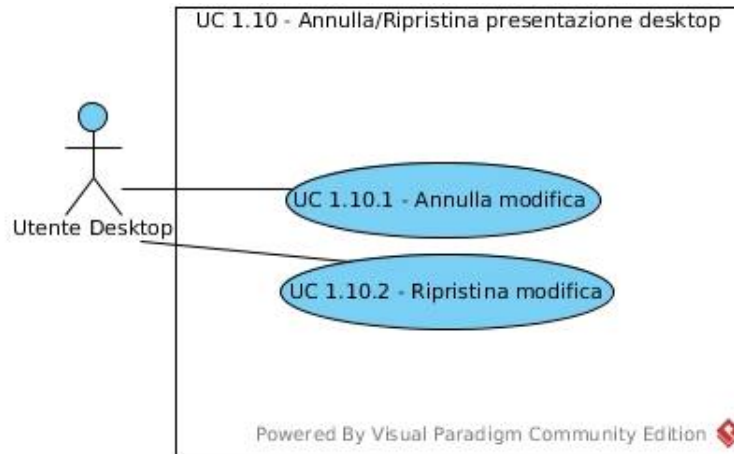 UC 1.10 - Annulla/Ripristina presentazione desktop
UC 1.10.1 - Annulla modifica
Utente Desktop
UC 1.10.2 - Ripristina modifica
Powered By Visual Paradigm Community Edition